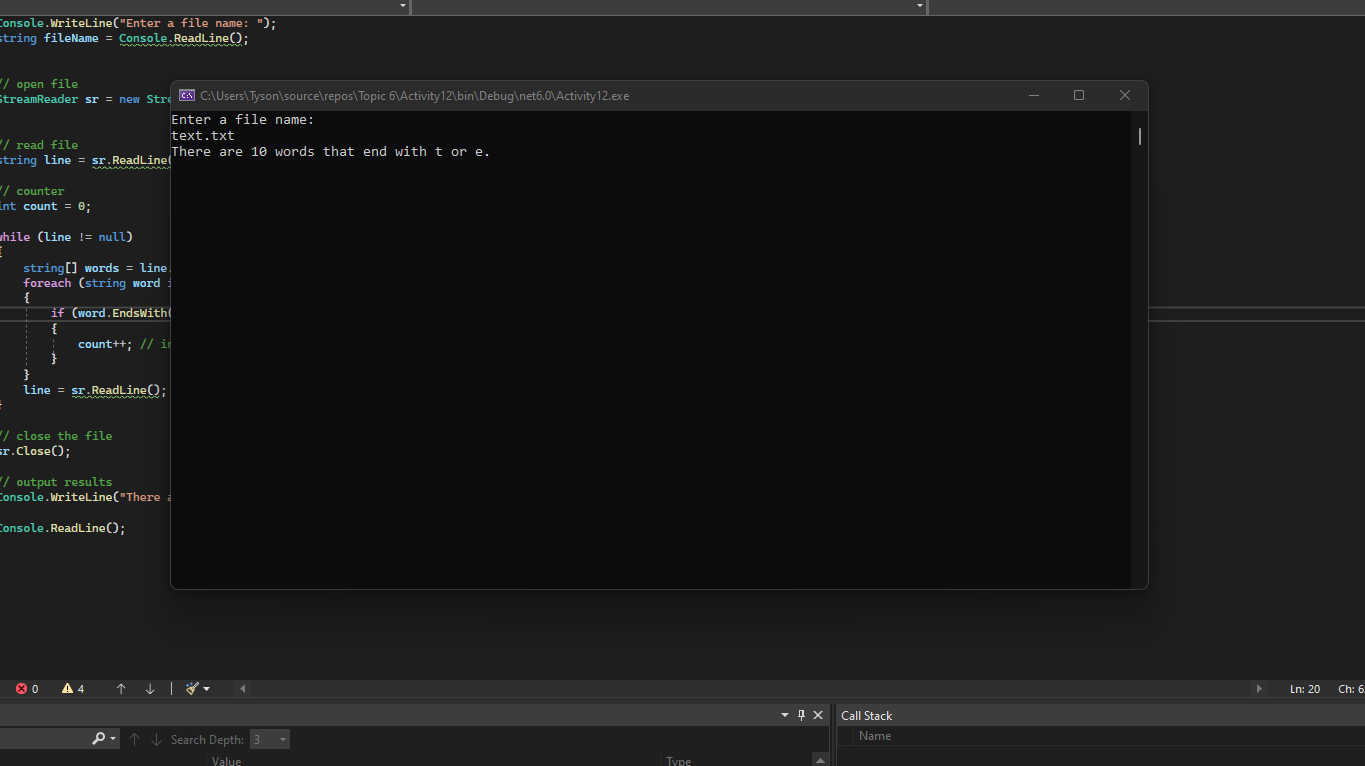 Console.WriteLine("Enter a file name: ");
string fileName = Console.ReadLine();
// open file
StreamReader sr = new Stre
C:\Users\Tyson\source\repos\Topic 6\Activity12\bin\Debug\net6.0\Activity12.exe
Enter a file name:
text.txt
There are 10 words that end with t or e.
// read file
string line = sr.ReadLine(
// counter
int count = 0;
while (line != null)
{
string[] words = line.
foreach (string word i
{
if (word.EndsWith(
{
count++; // in
}
}
line = sr.ReadLine();
}
// close the file
sr.Close();
// output results
Console.WriteLine("There a
Console.ReadLine();
0 4 Ln: 20 Ch: 6
Call Stack
Search Depth: 3 Name
Value Type